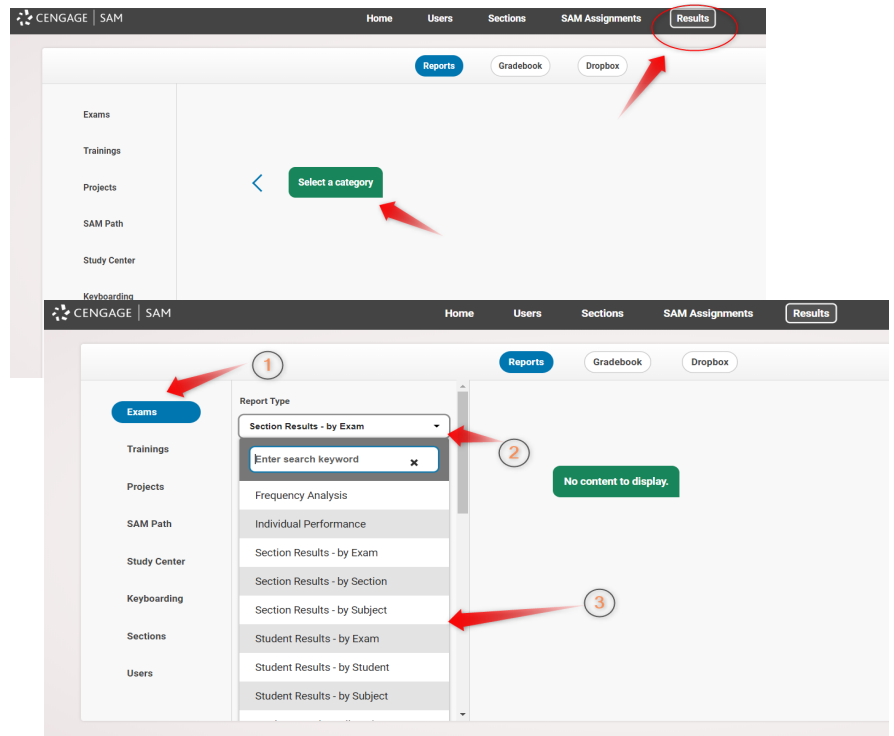 CENGAGE | SAM Home Users Sections SAM Assignments Results
Reports Gradebook Dropbox
Exams
Trainings
Projects
Select a category
SAM Path
Study Center
Keyboarding
CENGAGE | SAM Home Users Sections SAM Assignments Results
Reports Gradebook Dropbox
1
Exams
Trainings
Projects
SAM Path
Study Center
Keyboarding
Sections
Users
Report Type
Section Results - by Exam
2
Enter search keyword
Frequency Analysis
Individual Performance
Section Results - by Exam
Section Results - by Section
Section Results - by Subject
Student Results - by Exam
Student Results - by Student
Student Results - by Subject
3
No content to display.